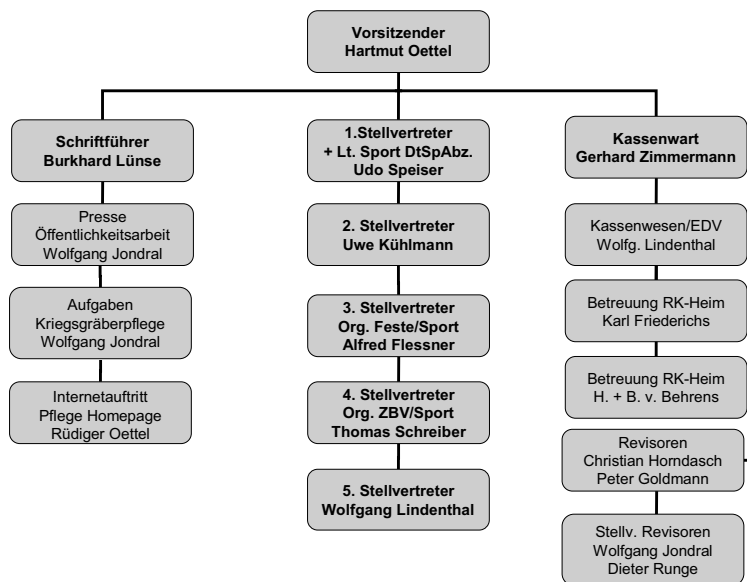 Vorsitzender
Hartmut Oettel
Schriftführer
Burkhard Lünse
Presse
Öffentlichkeitsarbeit
Wolfgang Jondral
Aufgaben
Kriegsgräberpflege
Wolfgang Jondral
Internetauftritt
Pflege Homepage
Rüdiger Oettel
1.Stellvertreter
+ Lt. Sport DtSpAbz.
Udo Speiser
2. Stellvertreter
Uwe Kühlmann
3. Stellvertreter
Org. Feste/Sport
Alfred Flessner
4. Stellvertreter
Org. ZBV/Sport
Thomas Schreiber
5. Stellvertreter
Wolfgang Lindenthal
Kassenwart
Gerhard Zimmermann
Kassenwesen/EDV
Wolfg. Lindenthal
Betreuung RK-Heim
Karl Friederichs
Betreuung RK-Heim
H. + B. v. Behrens
Revisoren
Christian Horndasch
Peter Goldmann
Stellv. Revisoren
Wolfgang Jondral
Dieter Runge